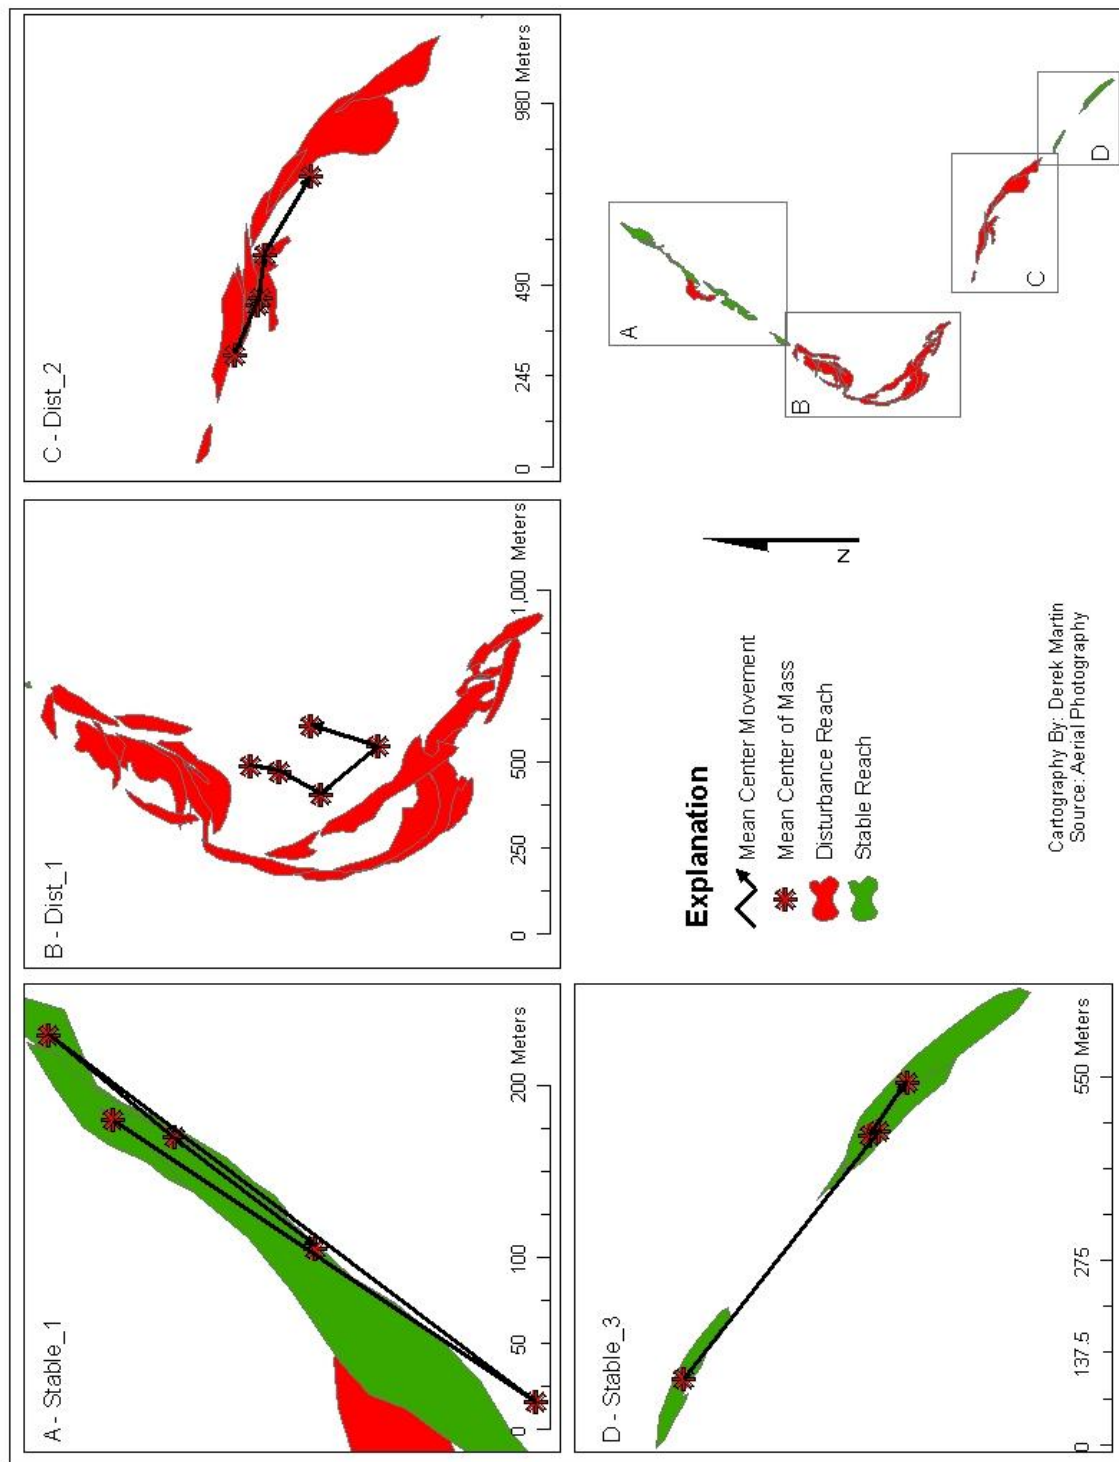 A - Stable_1
0 50 100 200 Meters
B - Dist_1
0 250 500 1,000 Meters
C - Dist_2
0 245 490 980 Meters
D - Stable_3
0 137.5 275 550 Meters
Explanation
Mean Center Movement
Mean Center of Mass
Disturbance Reach
Stable Reach
Cartography By: Derek Martin
Source: Aerial Photography
N
A
B
C
D